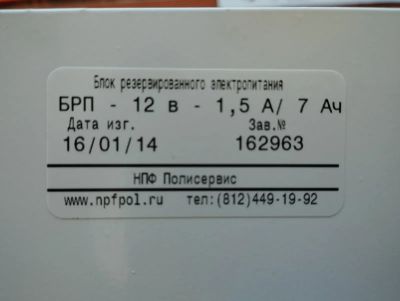 Блок резервированного электропитания
БРП - 12 в - 1,5 А/ 7 Ач
Дата изг. Зав.№
16/01/14 162963
НПФ Полисервис
www.npfpol.ru тел:(812)449-19-92